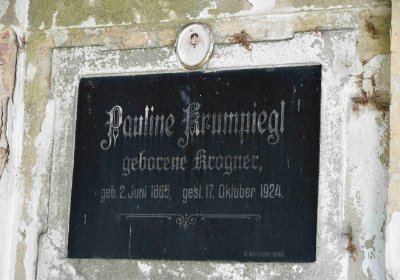 Pauline Krumpiegl
geborene Krogner,
geb. 2. Juni 1865, gest. 17. Oktober 1924.